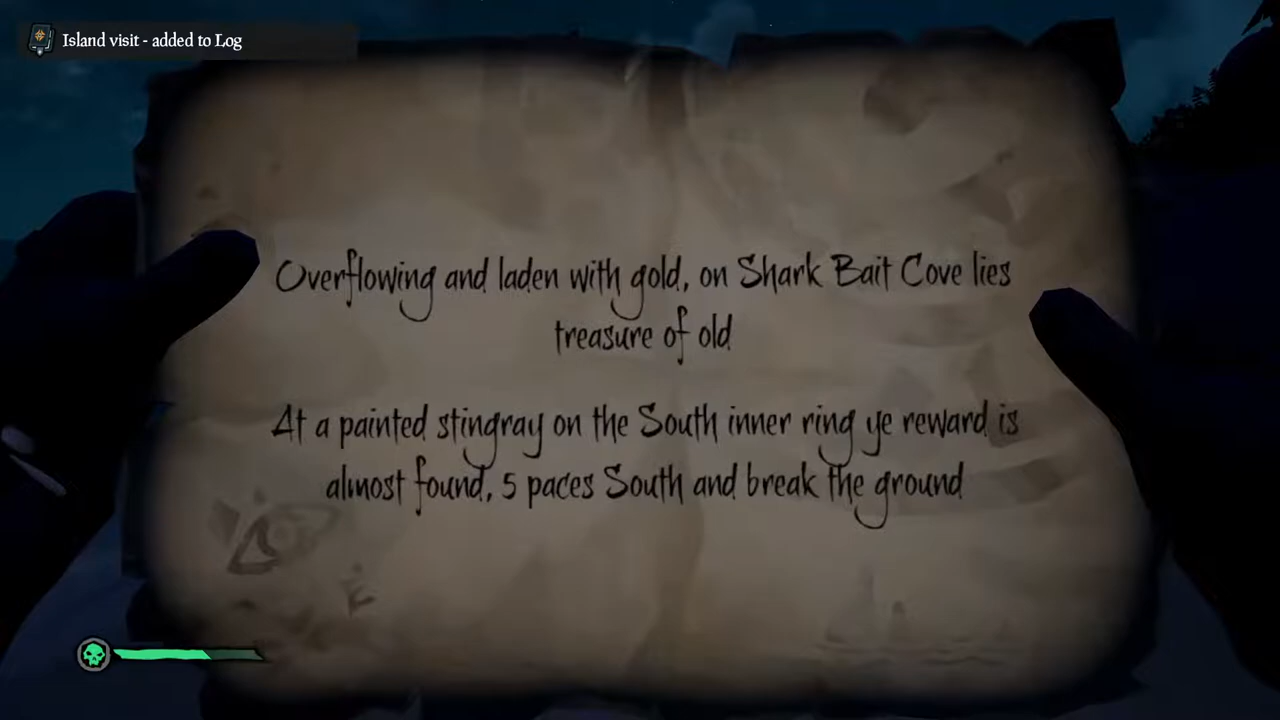 Island visit - added to Log
Overflowing and laden with gold, on Shark Bait Cove lies
treasure of old
At a painted stingray on the South inner ring ye reward is
almost found, 5 paces South and break the ground